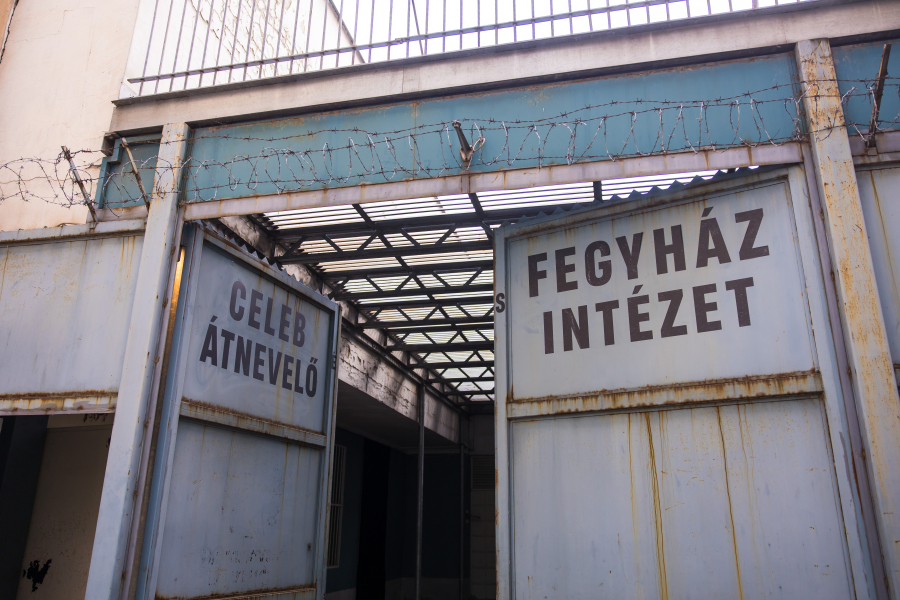 CELEB
ÁTNEVELŐ
S
FEGYHÁZ
INTÉZET